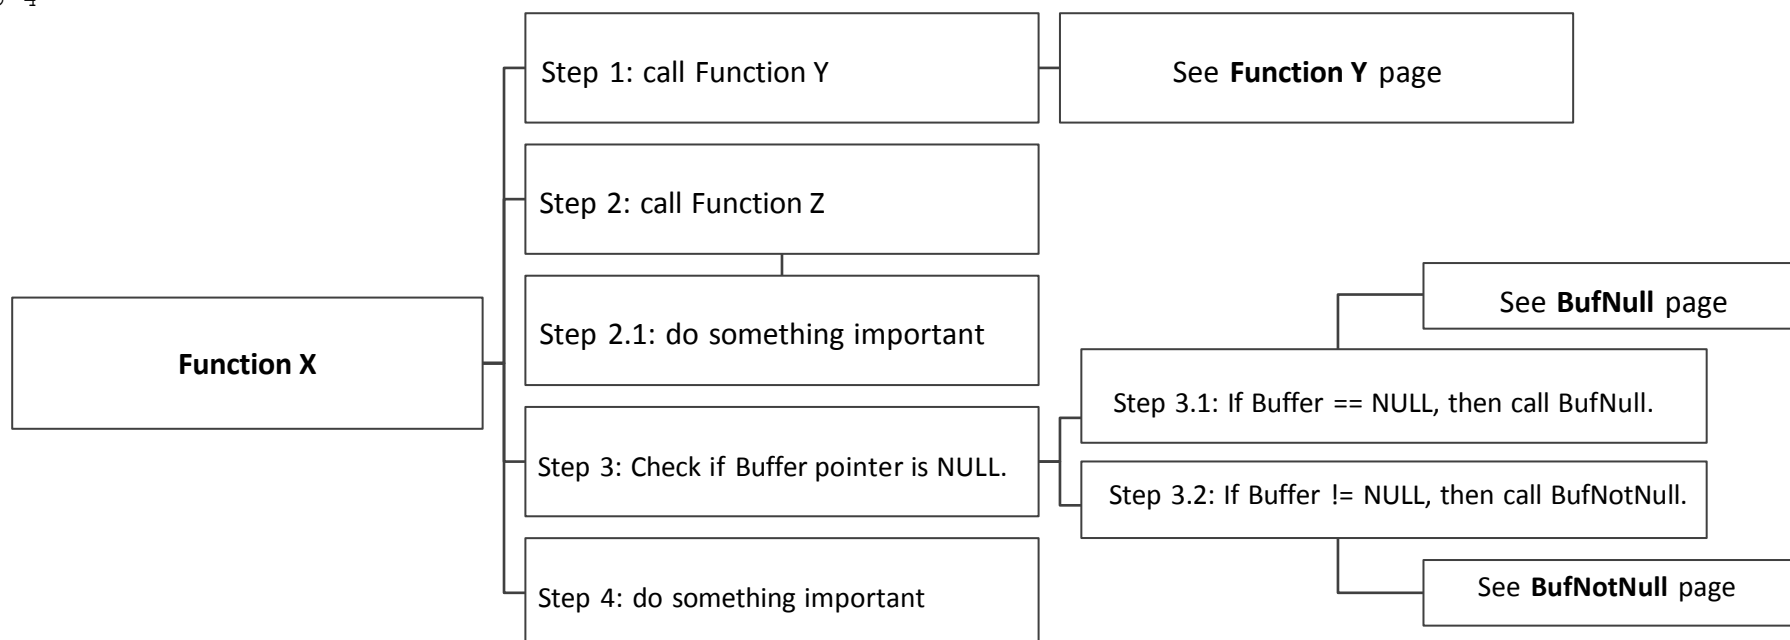 Step 1: call Function Y
See Function Y page
Step 2: call Function Z
Step 2.1: do something important
See BufNull page
Function X
Step 3.1: If Buffer == NULL, then call BufNull.
Step 3: Check if Buffer pointer is NULL.
Step 3.2: If Buffer != NULL, then call BufNotNull.
See BufNotNull page
Step 4: do something important